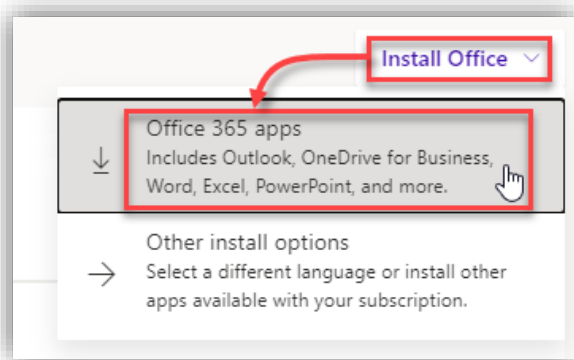 Install Office
Office 365 apps
Includes Outlook, OneDrive for Business,
Word, Excel, PowerPoint, and more.
Other install options
Select a different language or install other
apps available with your subscription.